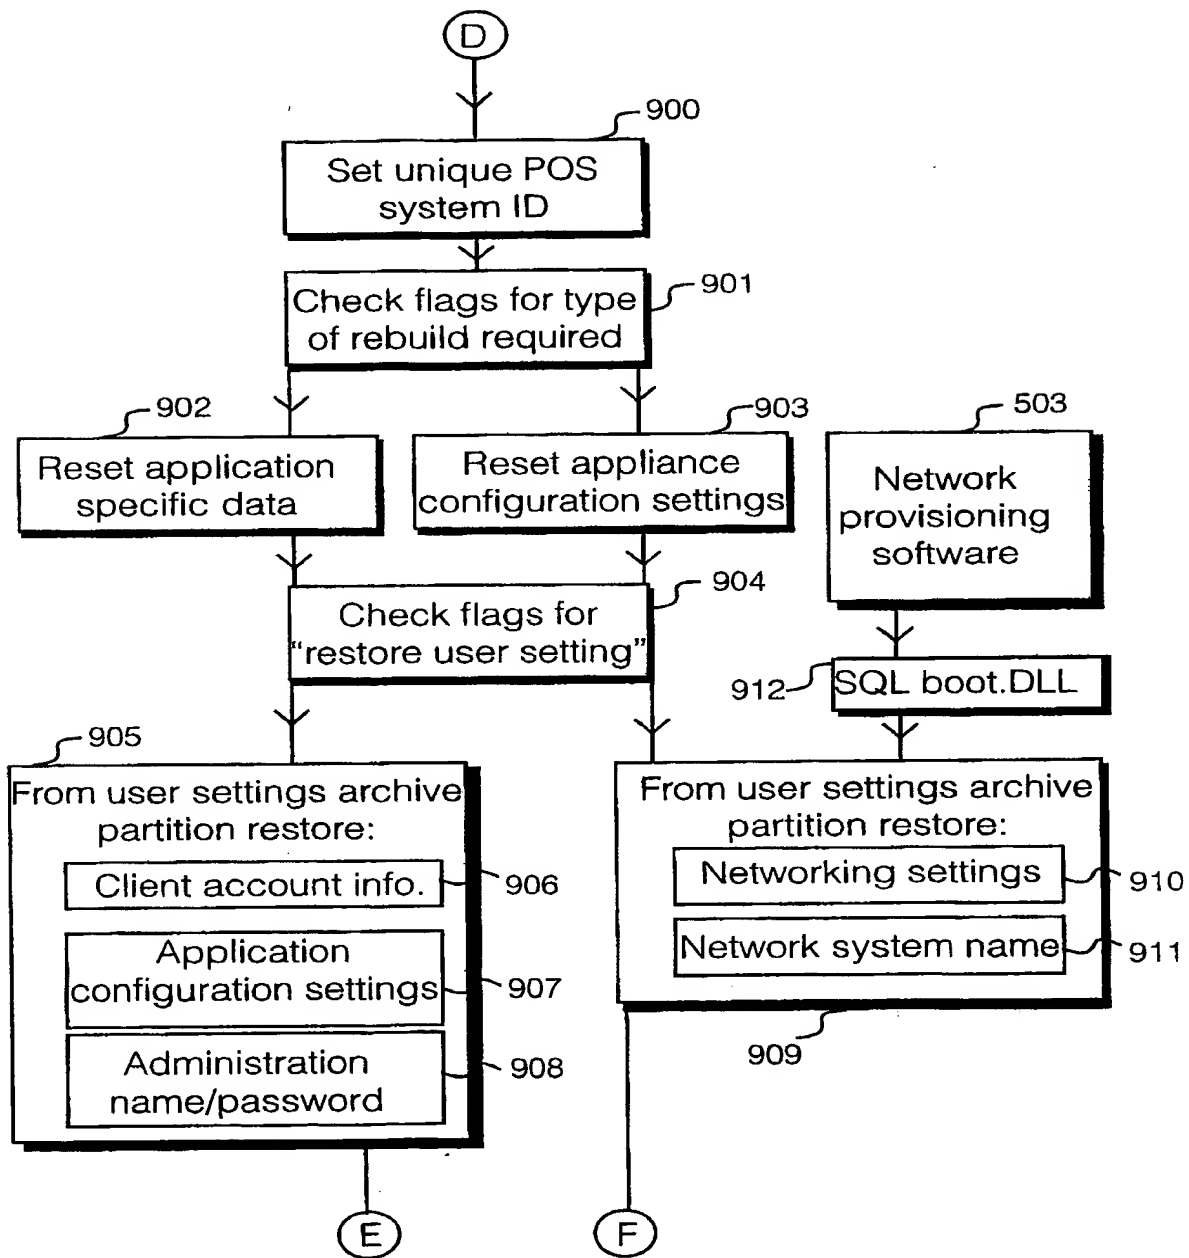 D
900
Set unique POS
system ID
901
Check flags for type
of rebuild required
902
Reset application
specific data
903
Reset appliance
configuration settings
503
Network
provisioning
software
904
Check flags for
“restore user setting”
912
SQL boot.DLL
905
From user settings archive
partition restore:
Client account info.
906
Application
configuration settings
907
Administration
name/password
908
From user settings archive
partition restore:
Networking settings
910
Network system name
911
909
E
F